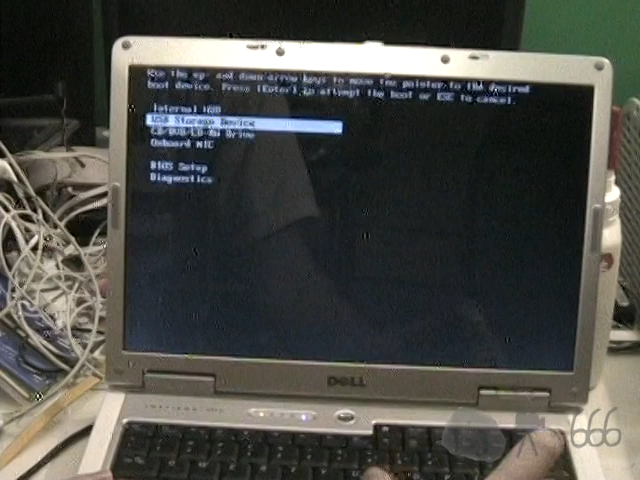 Use the up- and down-arrow keys to move the pointer to the desired
boot device. Press [Enter] to attempt the boot or ESC to cancel.
Internal HDD
USB Storage Device
CD/DVD/CD-RW Drive
Onboard NIC
BIOS Setup
Diagnostics
DELL
666